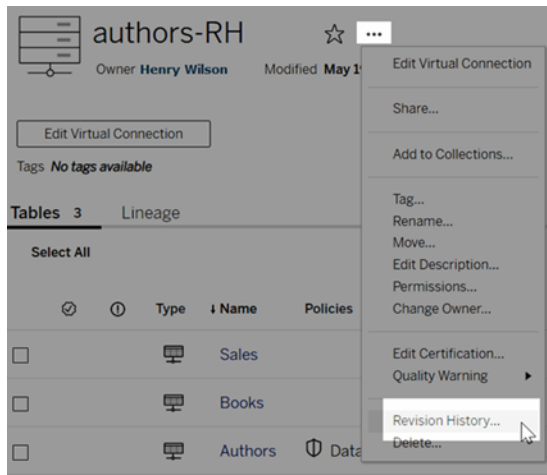 authors-RH
Owner Henry Wilson Modified May
Edit Virtual Connection
Tags No tags available
Tables 3 Lineage
Select All
Type ↓ Name Policies
Sales
Books
Authors Data
Edit Virtual Connection
Share...
Add to Collections...
Tag...
Rename...
Move...
Edit Description...
Permissions...
Change Owner...
Edit Certification...
Quality Warning
Revision History...
Delete...